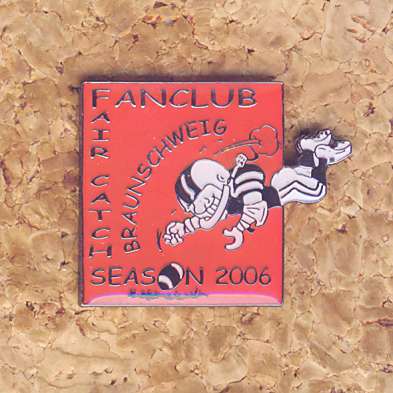 FANCLUB
FAIR CATCH
BRAUNSCHWEIG
SEASON 2006